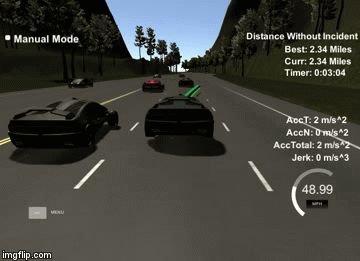 Manual Mode
Distance Without Incident
Best: 2.34 Miles
Curr: 2.34 Miles
Timer: 0:03:04
AccT: 2 m/s^2
AccN: 0 m/s^2
AccTotal: 2 m/s^2
Jerk: 0 m/s^3
48.99
MPH
MENU
imgflip.com